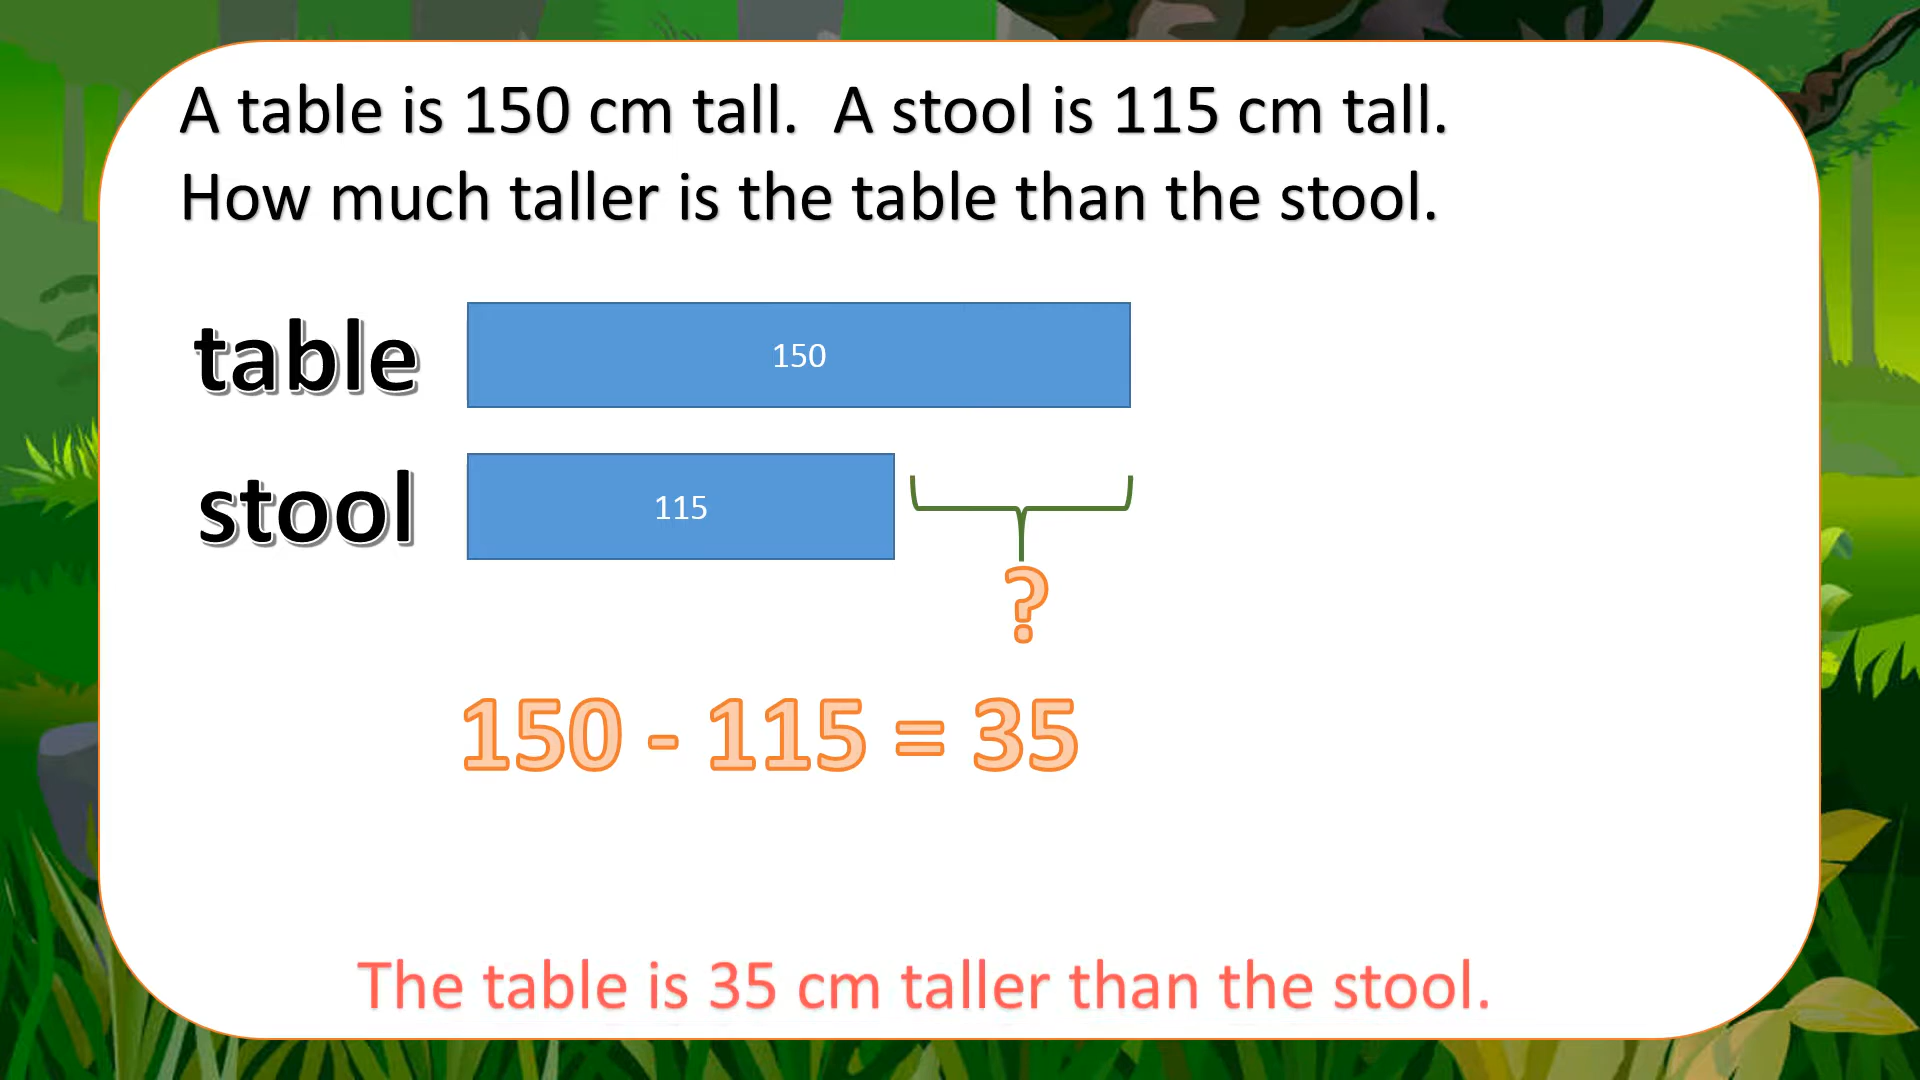 A table is 150 cm tall.  A stool is 115 cm tall.
How much taller is the table than the stool.
table
150
stool
115
?
150 - 115 = 35
The table is 35 cm taller than the stool.